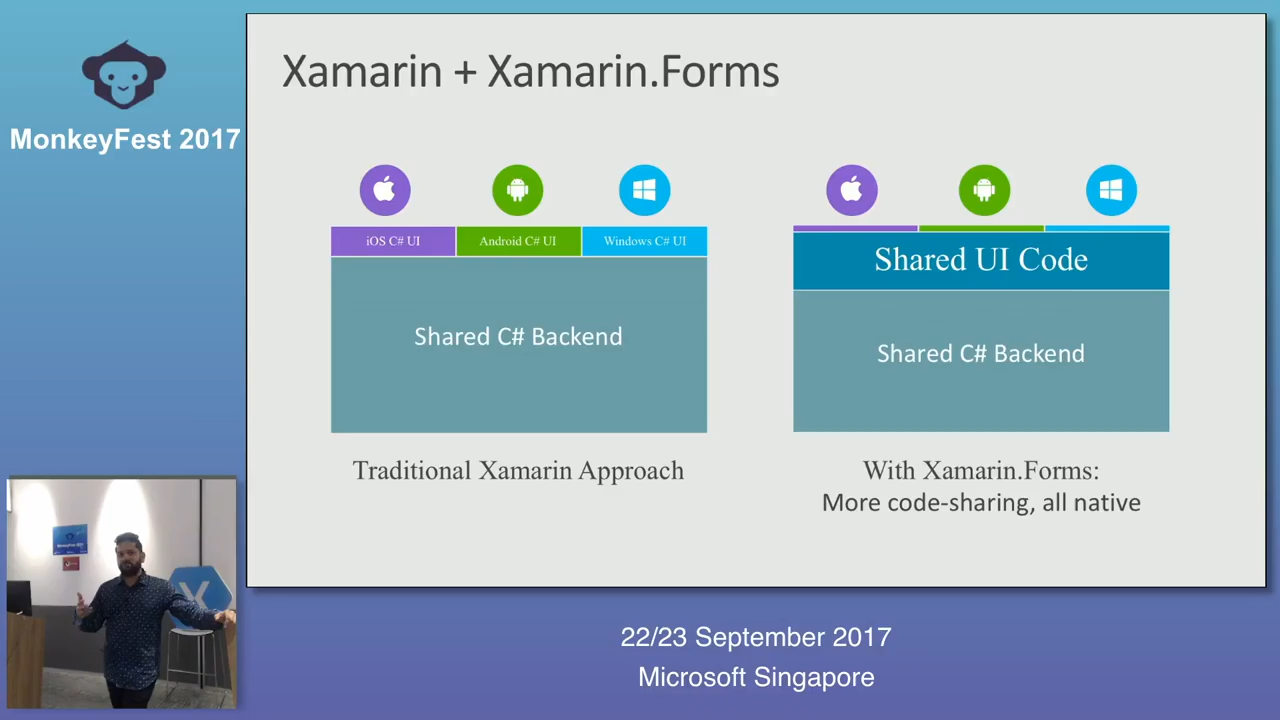 MonkeyFest 2017
Xamarin + Xamarin.Forms
iOS C# UI
Android C# UI
Windows C# UI
Shared C# Backend
Traditional Xamarin Approach
Shared UI Code
Shared C# Backend
With Xamarin.Forms:
More code-sharing, all native
22/23 September 2017
Microsoft Singapore